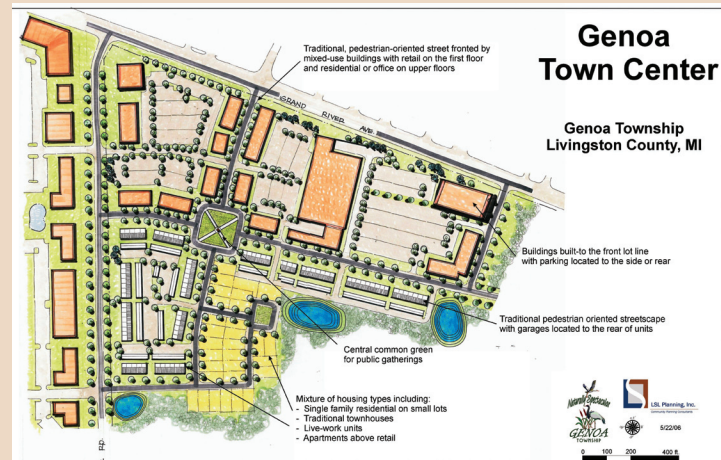 Genoa
Town Center
Genoa Township
Livingston County, MI
Traditional, pedestrian-oriented street fronted by
mixed-use buildings with retail on the first floor
and residential or office on upper floors
GRAND RIVER AVE.
Buildings built-to the front lot line
with parking located to the side or rear
Traditional pedestrian oriented streetscape
with garages located to the rear of units
Central common green
for public gatherings
Mixture of housing types including:
- Single family residential on small lots
- Traditional townhouses
- Live-work units
- Apartments above retail
RD.
Naturally Spectacular
GENOA
TOWNSHIP
LSL Planning, Inc.
Community Planning Consultants
5/22/06
0 100 200 400 ft.